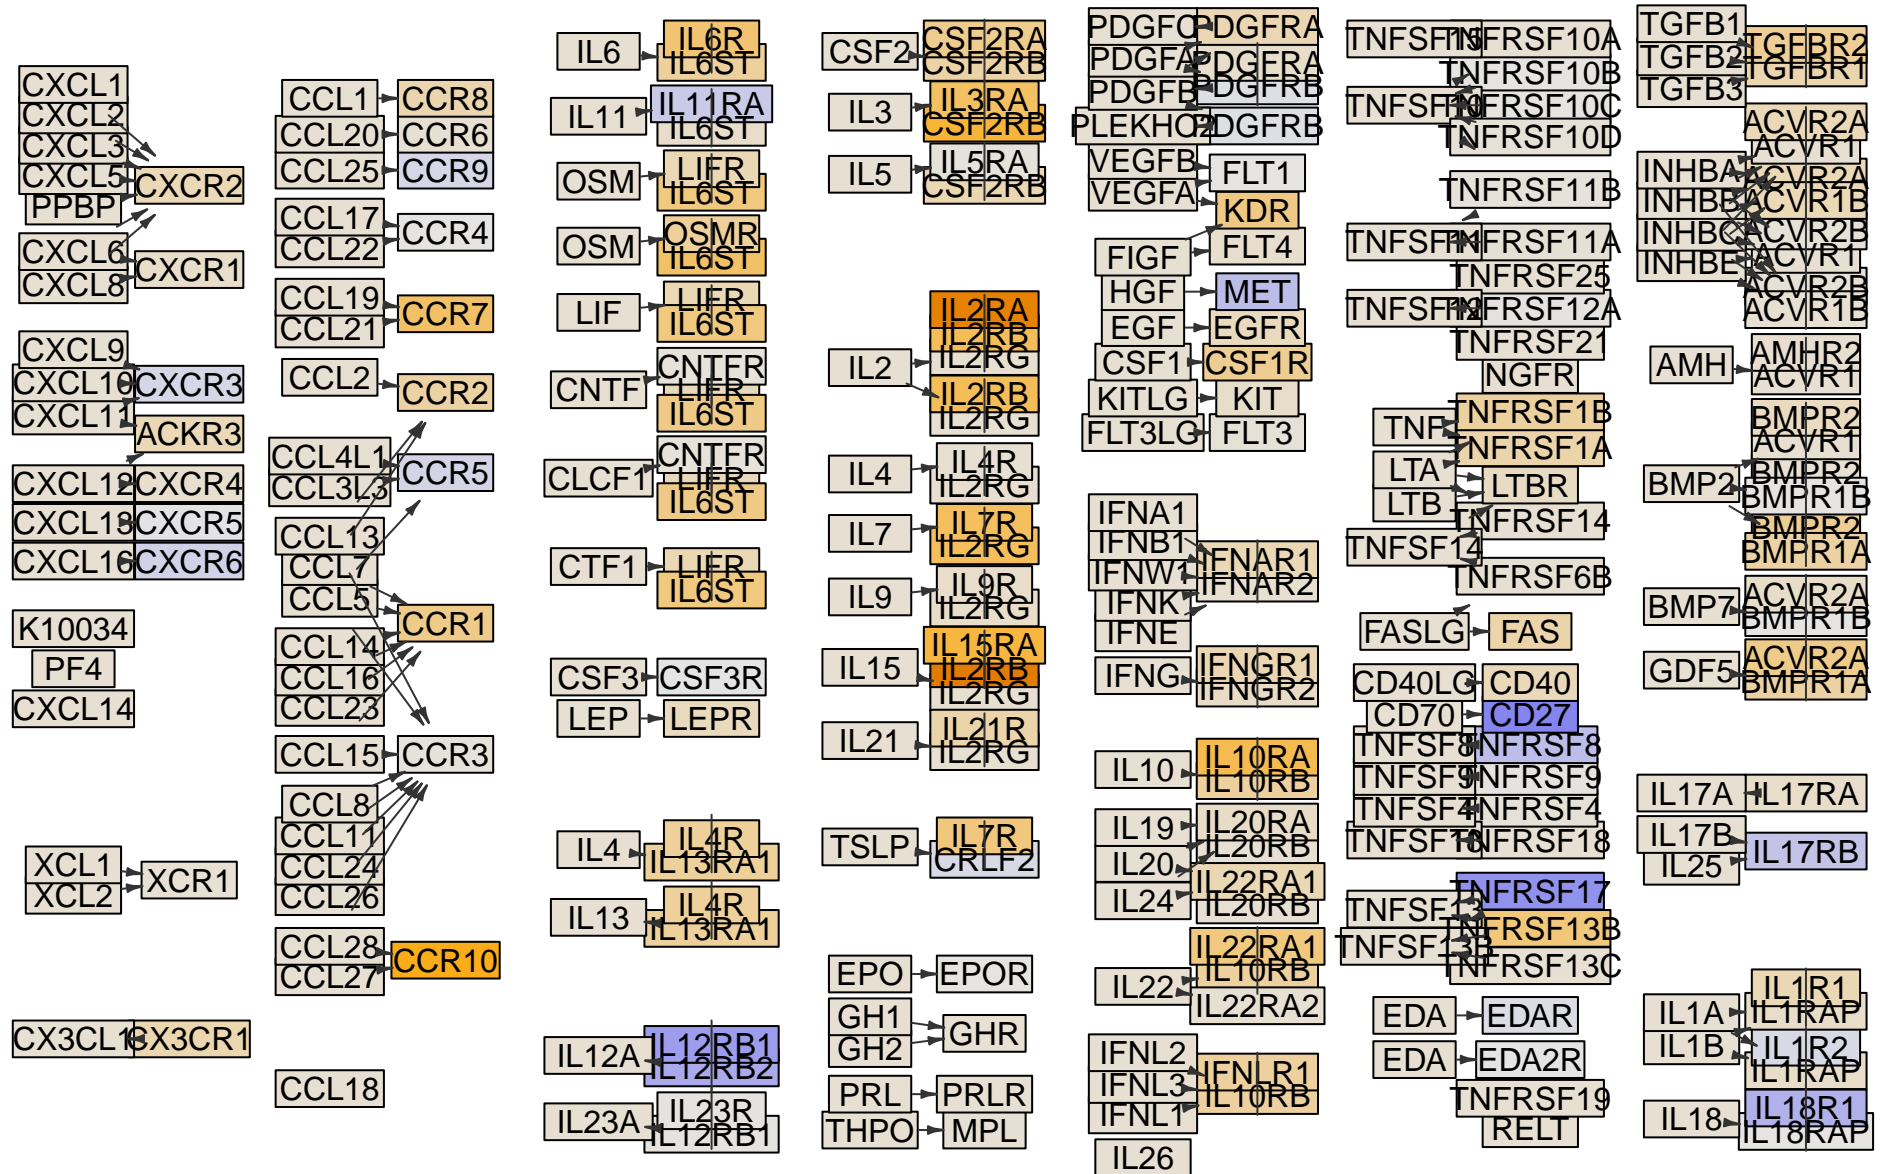 CXCL1
CXCL2
CXCL3
CXCL5
PPBP
CXCR2
CXCL6
CXCL8
CXCR1
CXCL9
CXCL10
CXCL11
CXCR3
ACKR3
CXCL12
CXCR4
CXCL13
CXCR5
CXCL16
CXCR6
K10034
PF4
CXCL14
XCL1
XCL2
XCR1
CX3CL1
CX3CR1
CCL1
CCR8
CCL20
CCR6
CCL25
CCR9
CCL17
CCL22
CCR4
CCL19
CCL21
CCR7
CCL2
CCR2
CCL4L1
CCL3L3
CCR5
CCL13
CCL7
CCL5
CCR1
CCL14
CCL16
CCL23
CCL15
CCR3
CCL8
CCL11
CCL24
CCL26
CCL28
CCL27
CCR10
CCL18
IL6
IL6R
IL6ST
IL11
IL11RA
IL6ST
OSM
LIFR
IL6ST
OSM
OSMR
IL6ST
LIF
LIFR
IL6ST
CNTF
CNTFR
LIFR
IL6ST
CLCF1
CNTFR
LIFR
IL6ST
CTF1
LIFR
IL6ST
CSF3
CSF3R
LEP
LEPR
IL4
IL4R
IL13RA1
IL13
IL4R
IL13RA1
IL12A
IL12RB1
IL12RB2
IL23A
IL23R
IL12RB1
CSF2
CSF2RA
CSF2RB
IL3
IL3RA
CSF2RB
IL5
IL5RA
CSF2RB
IL2
IL2RA
IL2RB
IL2RG
IL2RB
IL2RG
IL4
IL4R
IL2RG
IL7
IL7R
IL2RG
IL9
IL9R
IL2RG
IL15
IL15RA
IL2RB
IL2RG
IL21
IL21R
IL2RG
TSLP
IL7R
CRLF2
EPO
EPOR
GH1
GH2
GHR
PRL
PRLR
THPO
MPL
PDGFC
PDGFRA
PDGFA
PDGFRA
PDGFB
PDGFRB
PLEKHO2
PDGFRB
VEGFB
FLT1
VEGFA
KDR
FIGF
FLT4
HGF
MET
EGF
EGFR
CSF1
CSF1R
KITLG
KIT
FLT3LG
FLT3
IFNA1
IFNB1
IFNW1
IFNK
IFNE
IFNAR1
IFNAR2
IFNG
IFNGR1
IFNGR2
IL10
IL10RA
IL10RB
IL19
IL20RA
IL20RB
IL20
IL24
IL22RA1
IL20RB
IL22
IL22RA1
IL10RB
IL22RA2
IFNL2
IFNL3
IFNL1
IFNLR1
IL10RB
IL26
TNFSF15
TNFRSF10A
TNFRSF10B
TNFSF10
TNFRSF10C
TNFRSF10D
TNFRSF11B
TNFSF11
TNFRSF11A
TNFRSF25
TNFSF12
TNFRSF12A
TNFRSF21
NGFR
TNF
TNFRSF1B
TNFRSF1A
LTA
LTB
LTBR
TNFRSF14
TNFSF14
TNFRSF6B
FASLG
FAS
CD40LG
CD40
CD70
CD27
TNFSF8
TNFRSF8
TNFSF9
TNFRSF9
TNFSF4
TNFRSF4
TNFSF18
TNFRSF18
TNFRSF17
TNFSF13
TNFRSF13B
TNFSF13B
TNFRSF13C
EDA
EDAR
EDA
EDA2R
TNFRSF19
RELT
TGFB1
TGFB2
TGFB3
TGFBR2
TGFBR1
INHBA
INHBB
INHBC
INHBE
ACVR2A
ACVR1
ACVR2A
ACVR1B
ACVR2B
ACVR1
ACVR2B
ACVR1B
AMH
AMHR2
ACVR1
BMP2
BMPR2
ACVR1
BMPR2
BMPR1B
BMPR2
BMPR1A
BMP7
ACVR2A
BMPR1B
GDF5
ACVR2A
BMPR1A
IL17A
IL17RA
IL17B
IL25
IL17RB
IL1A
IL1B
IL1R1
IL1RAP
IL1R2
IL1RAP
IL18
IL18R1
IL18RAP